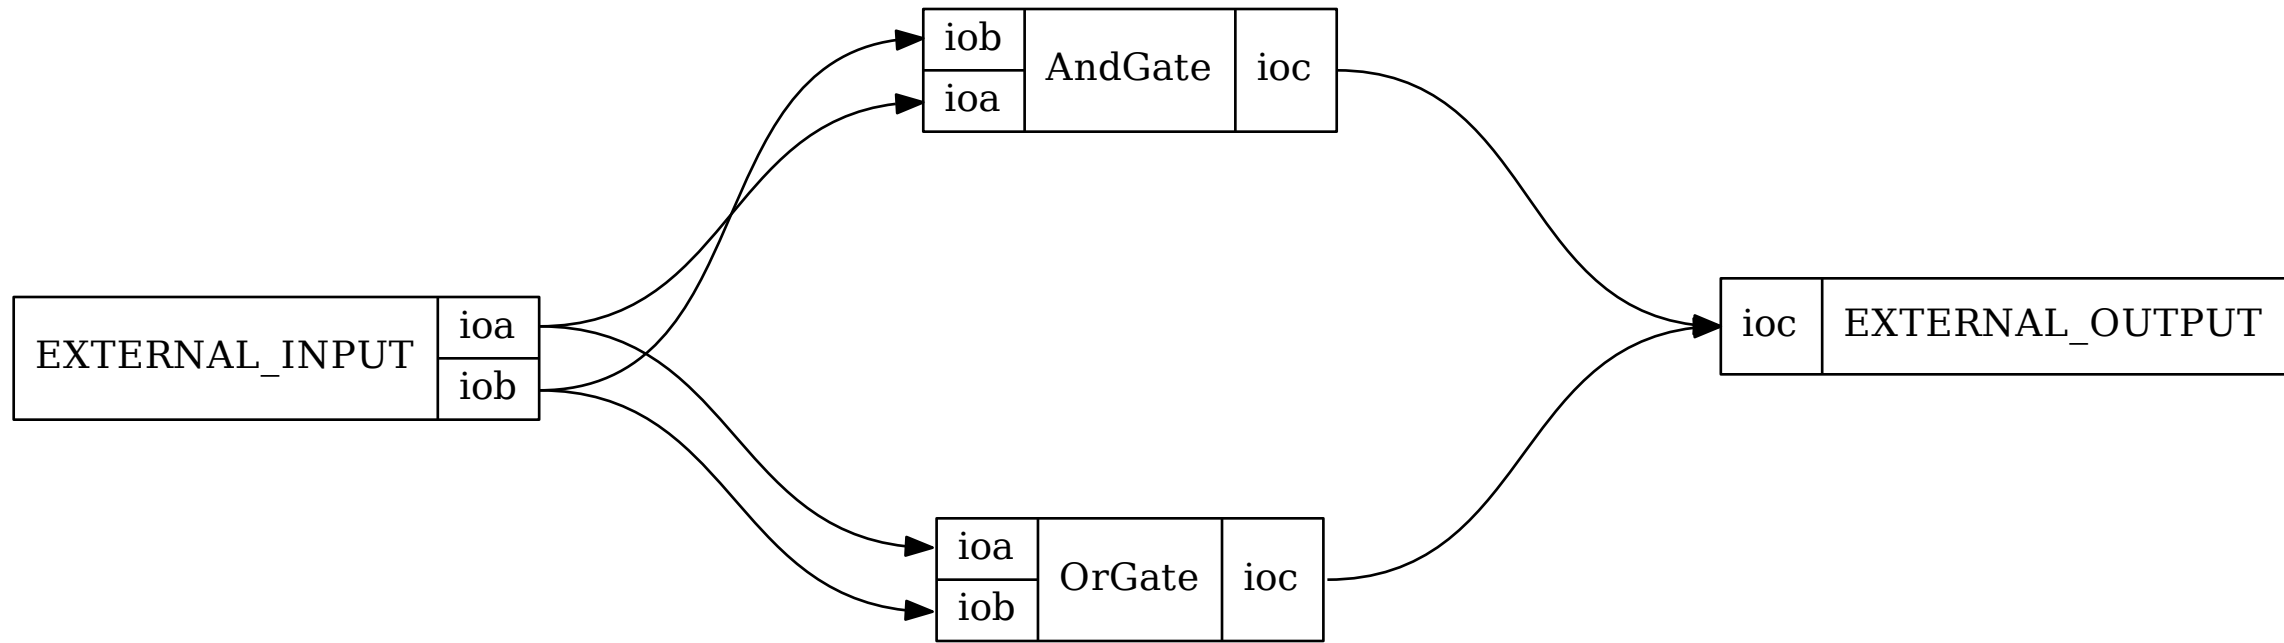 iob
ioa
AndGate
ioc
EXTERNAL_INPUT
ioa
iob
ioc
EXTERNAL_OUTPUT
ioa
iob
OrGate
ioc